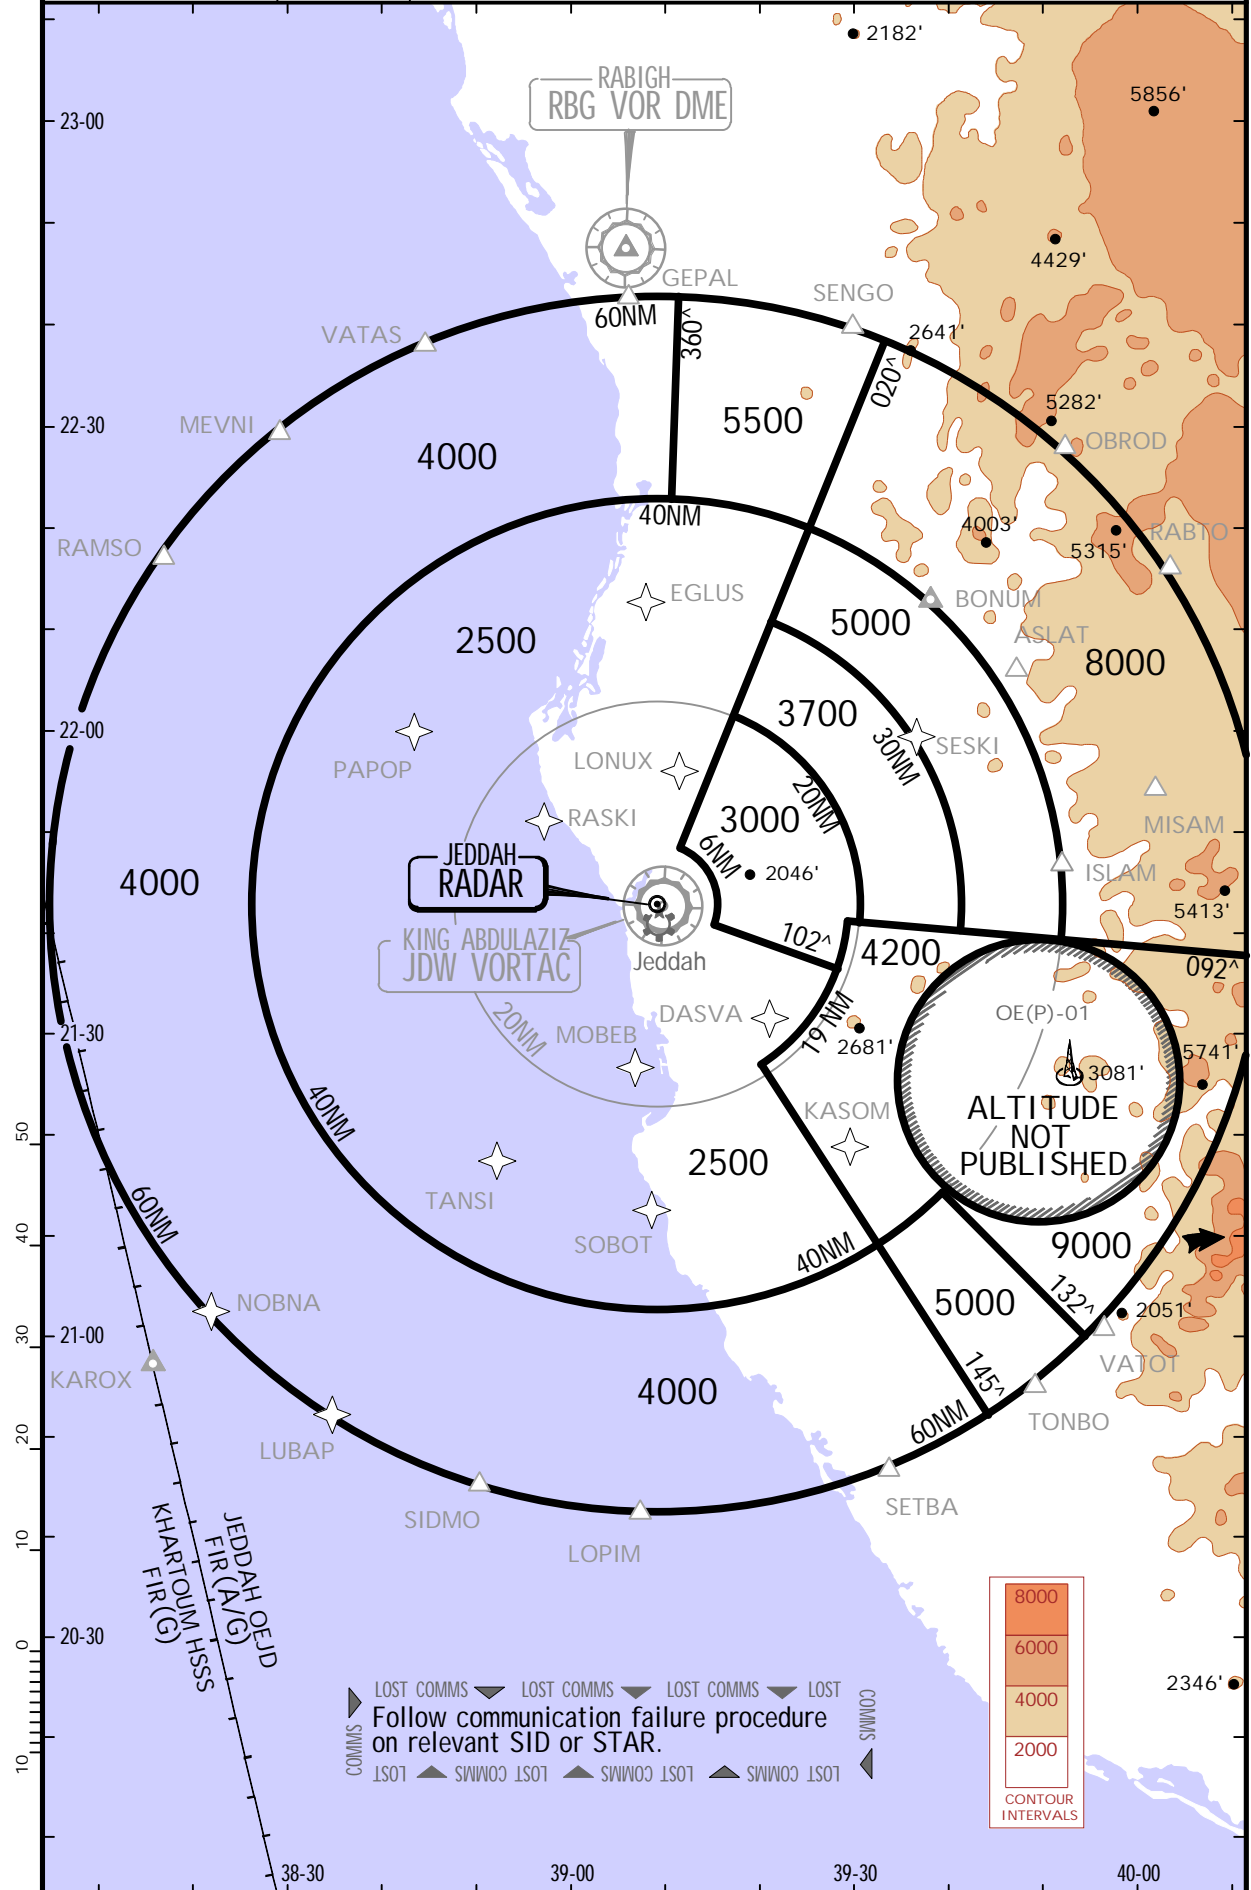 2182'
RABIGH
RBG VOR DME
5856'
23-00
4429'
GEPAL
SENGO
60NM
360^
VATAS
2641'
020^
5282'
MEVNI
22-30
5500
OBROD
4000
40NM
4003'
RABTO
5315'
RAMSO
EGLUS
BONUM
5000
2500
ASLAT
8000
3700
22-00
30NM
SESKI
PAPOP
LONUX
20NM
RASKI
3000
MISAM
6NM
JEDDAH
RADAR
2046'
ISLAM
4000
5413'
KING ABDULAZIZ
JDW VORTAC
102^
4200
Jeddah
092^
DASVA
OE(P)-01
20NM
19 NM
21-30
MOBEB
2681'
5741'
3081'
40NM
KASOM
ALTITUDE
NOT
PUBLISHED
50
2500
TANSI
60NM
SOBOT
40
40NM
9000
NOBNA
5000
132^
2051'
30
21-00
KAROX
145^
VATOT
4000
60NM
TONBO
20
LUBAP
SIDMO
SETBA
10
LOPIM
JEDDAH OEJD
FIR(A/G)
KHARTOUM HSSS
FIR(G)
8000
6000
4000
2000
CONTOUR
INTERVALS
0
20-30
2346'
10
LOST COMMS LOST COMMS LOST COMMS LOST
COMMS
Follow communication failure procedure
on relevant SID or STAR.
COMMS
LOST COMMS LOST COMMS LOST COMMS LOST
38-30
39-00
39-30
40-00